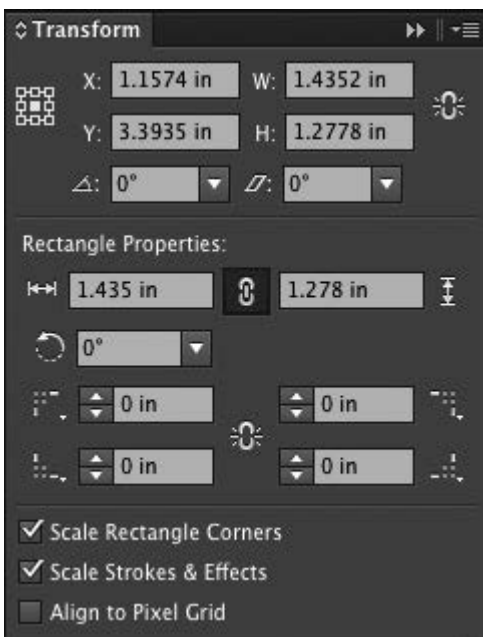 Transform
X: 1.1574 in W: 1.4352 in
Y: 3.3935 in H: 1.2778 in
0° 0°
Rectangle Properties:
1.435 in 1.278 in
0°
0 in 0 in
0 in 0 in
Scale Rectangle Corners
Scale Strokes & Effects
Align to Pixel Grid